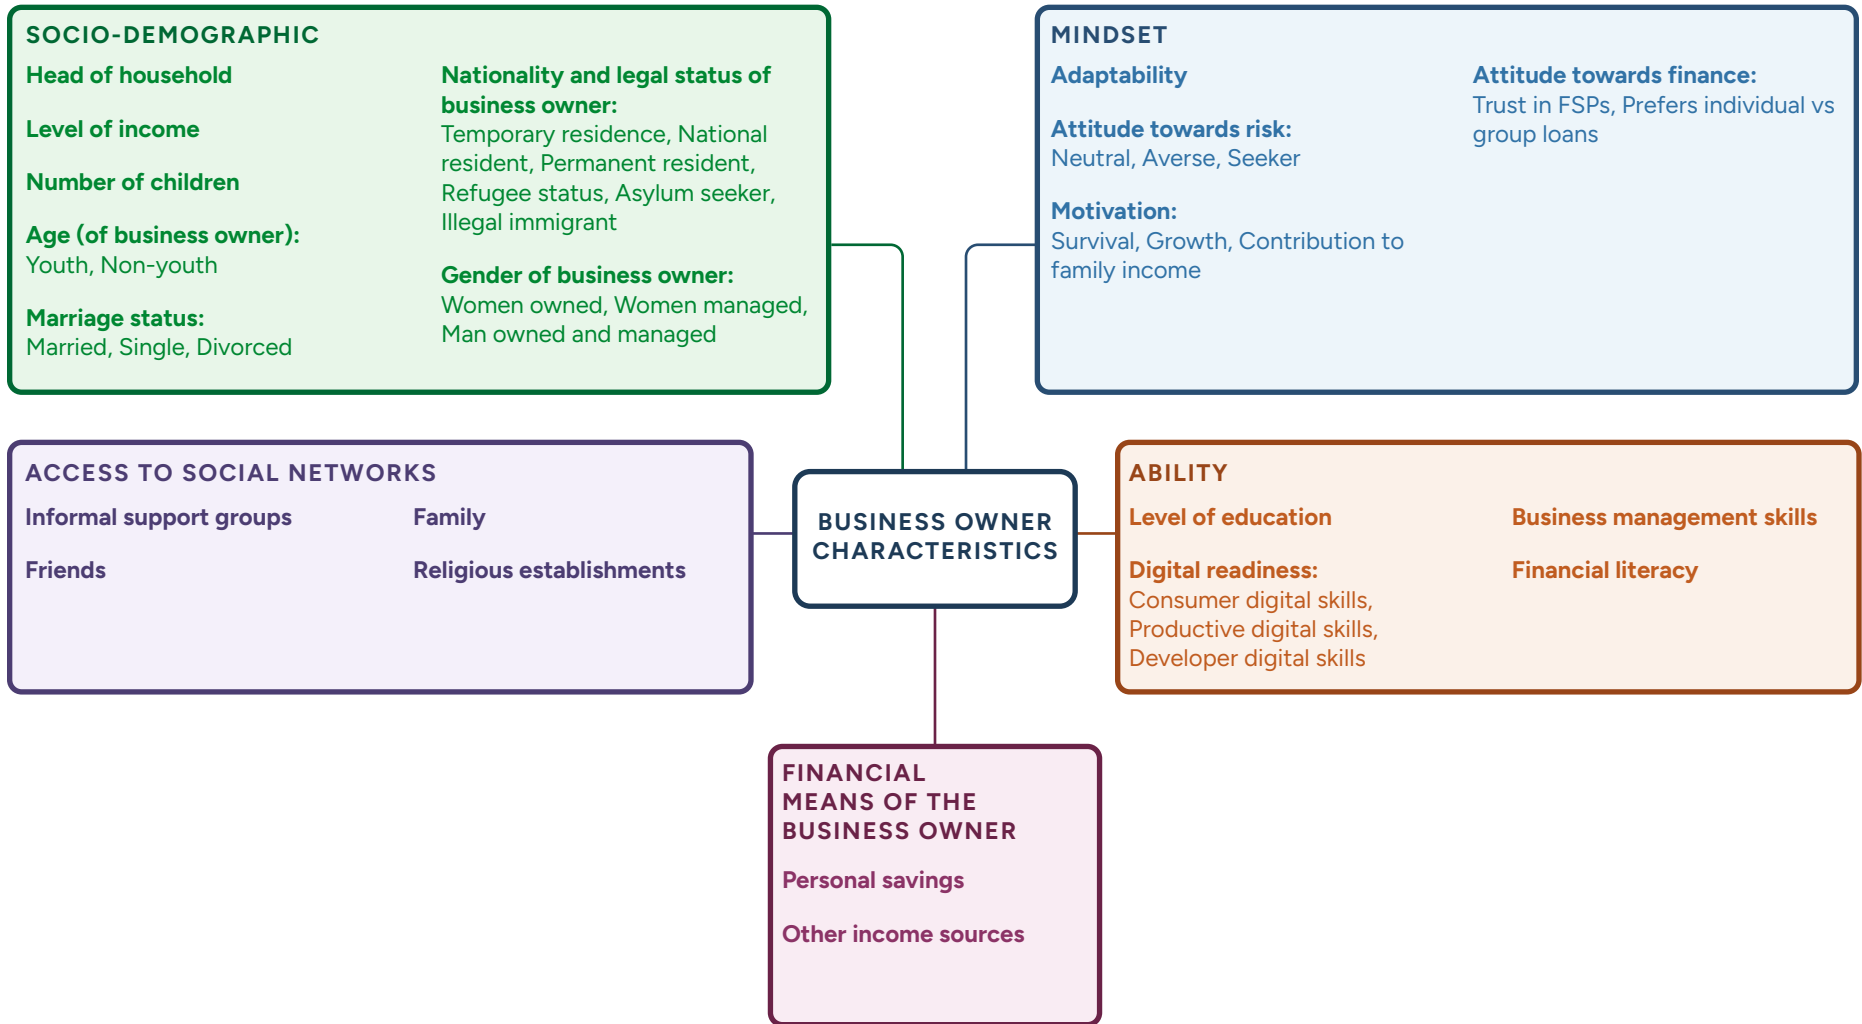 SOCIO-DEMOGRAPHIC
Head of household
Level of income
Number of children
Age (of business owner):
Youth, Non-youth
Marriage status:
Married, Single, Divorced
Nationality and legal status of
business owner:
Temporary residence, National
resident, Permanent resident,
Refugee status, Asylum seeker,
Illegal immigrant
Gender of business owner:
Women owned, Women managed,
Man owned and managed
MINDSET
Adaptability
Attitude towards risk:
Neutral, Averse, Seeker
Motivation:
Survival, Growth, Contribution to
family income
Attitude towards finance:
Trust in FSPs, Prefers individual vs
group loans
ACCESS TO SOCIAL NETWORKS
Informal support groups
Friends
Family
Religious establishments
BUSINESS OWNER
CHARACTERISTICS
ABILITY
Level of education
Digital readiness:
Consumer digital skills,
Productive digital skills,
Developer digital skills
Business management skills
Financial literacy
FINANCIAL
MEANS OF THE
BUSINESS OWNER
Personal savings
Other income sources